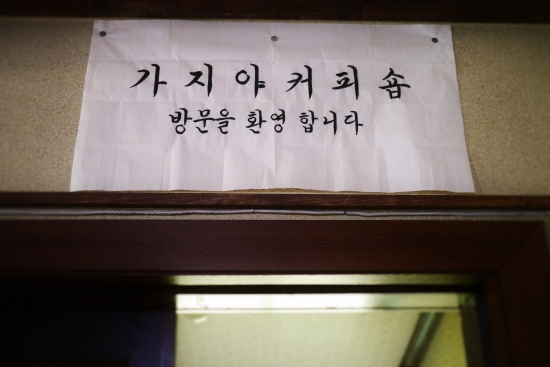 가지야커피숍
방문을 환영 합니다